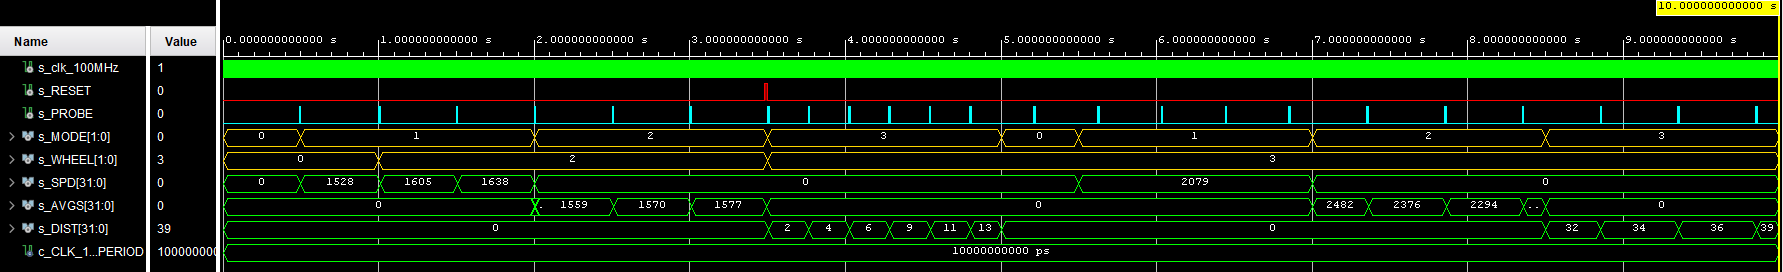 10.000000000000 s
Name Value
0.000000000000 s 1.000000000000 s 2.000000000000 s 3.000000000000 s 4.000000000000 s 5.000000000000 s 6.000000000000 s 7.000000000000 s 8.000000000000 s 9.000000000000 s
s_clk_100MHz 1
s_RESET 0
s_PROBE 0
s_MODE[1:0] 0 0 1 2 3 0 1 2 3
s_WHEEL[1:0] 3 0 2 3
s_SPD[31:0] 0 0 1528 1605 1638 0 2079 0
s_AVGS[31:0] 0 0 . 1559 1570 1577 0 2482 2376 2294 .. 0
s_DIST[31:0] 39 0 2 4 6 9 11 13 0 32 34 36 39
c_CLK_1...PERIOD 100000000 10000000000 ps